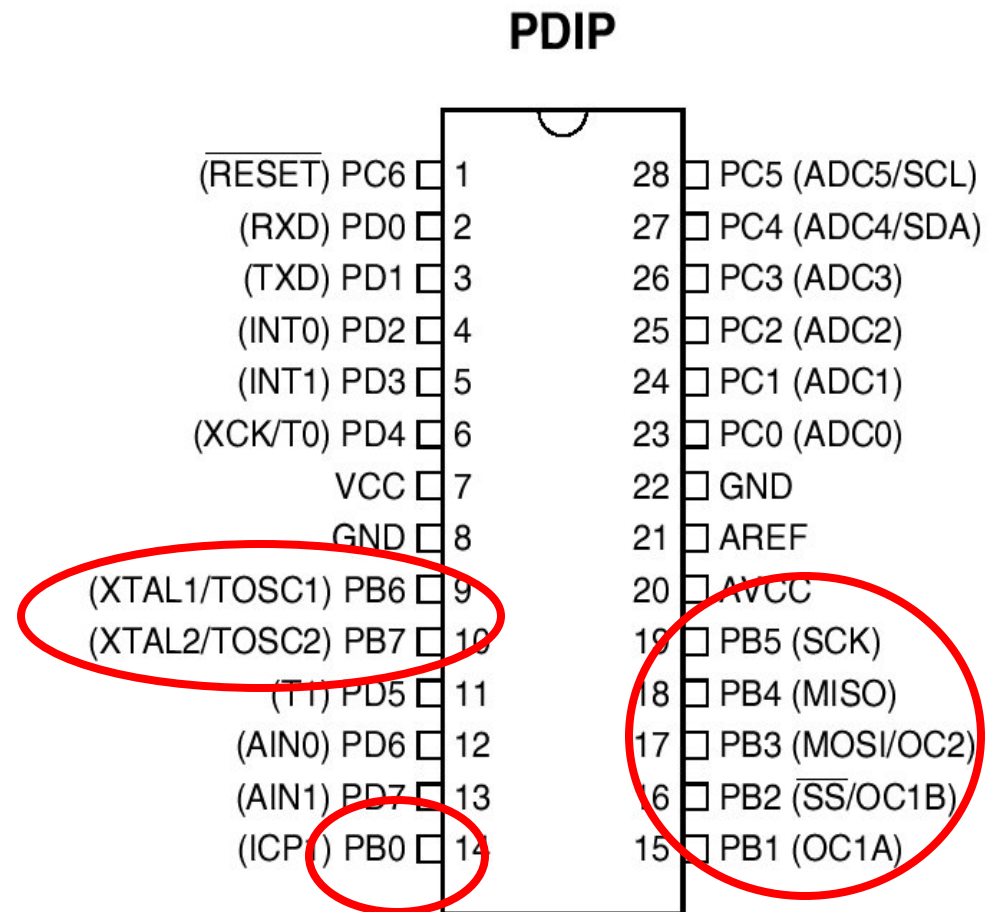 PDIP
(RESET) PC6 1 28 PC5 (ADC5/SCL)
(RXD) PD0 2 27 PC4 (ADC4/SDA)
(TXD) PD1 3 26 PC3 (ADC3)
(INT0) PD2 4 25 PC2 (ADC2)
(INT1) PD3 5 24 PC1 (ADC1)
(XCK/T0) PD4 6 23 PC0 (ADC0)
VCC 7 22 GND
GND 8 21 AREF
(XTAL1/TOSC1) PB6 9 20 AVCC
(XTAL2/TOSC2) PB7 10 19 PB5 (SCK)
(T1) PD5 11 18 PB4 (MISO)
(AIN0) PD6 12 17 PB3 (MOSI/OC2)
(AIN1) PD7 13 16 PB2 (SS/OC1B)
(ICP1) PB0 14 15 PB1 (OC1A)